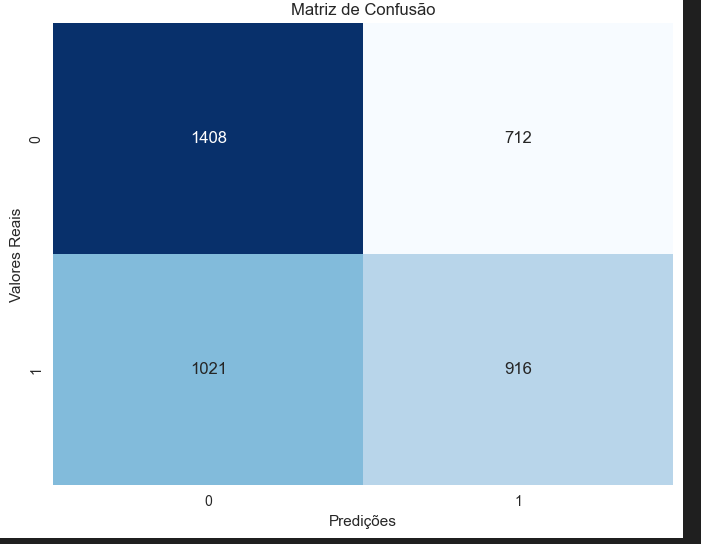 Matriz de Confusão
Valores Reais
0
1408
712
1
1021
916
0
1
Predições